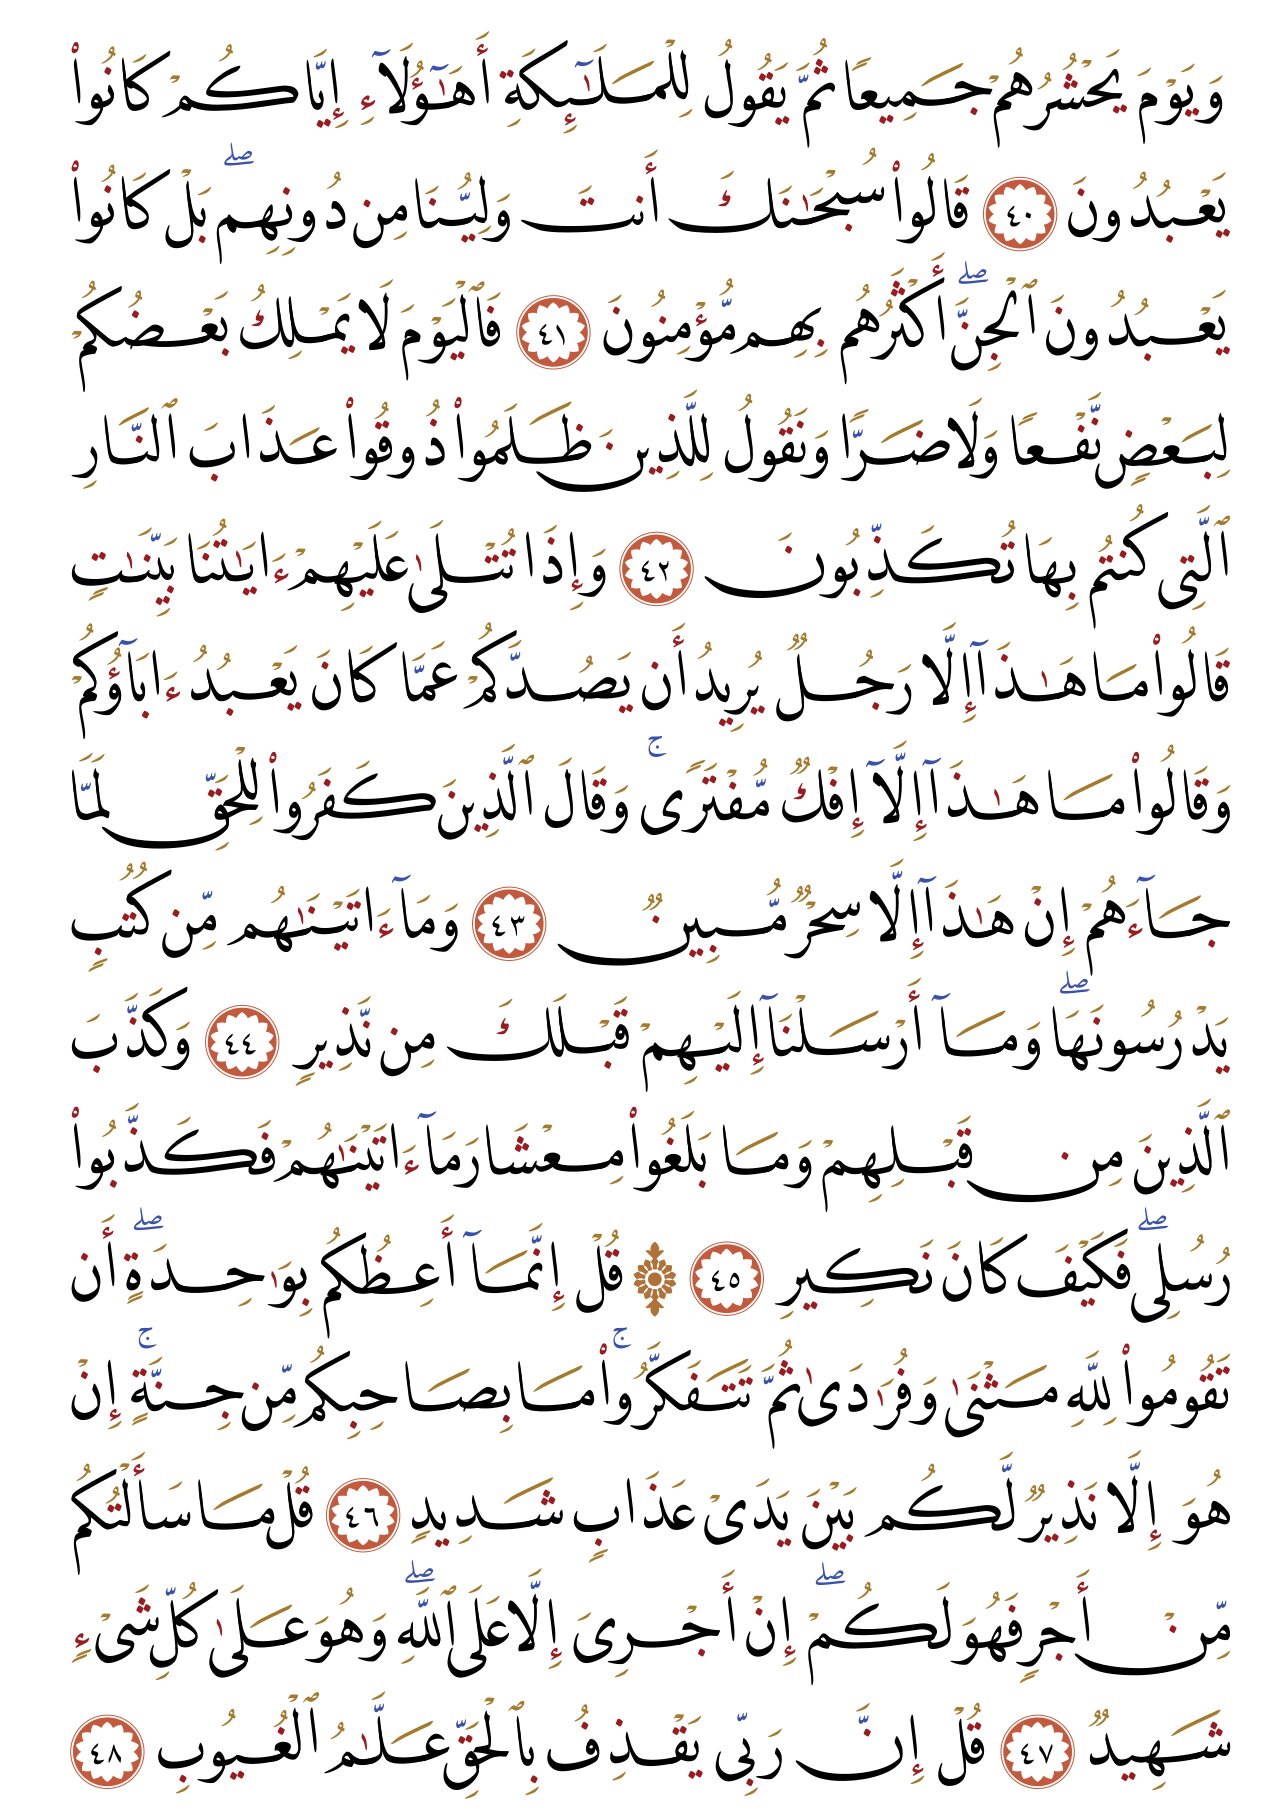 وَيَوْمَ يَحْشُرُهُمْ جَمِيعًا ثُمَّ يَقُولُ لِلْمَلَٰٓئِكَةِ أَهَٰٓؤُلَآءِ إِيَّاكُمْ كَانُوا۟
يَعْبُدُونَ ٤٠ قَالُوا۟ سُبْحَٰنَكَ أَنتَ وَلِيُّنَا مِن دُونِهِم ۖ بَلْ كَانُوا۟
يَعْبُدُونَ ٱلْجِنَّ ۖ أَكْثَرُهُم بِهِم مُّؤْمِنُونَ ٤١ فَٱلْيَوْمَ لَا يَمْلِكُ بَعْضُكُمْ
لِبَعْضٍ نَّفْعًا وَلَا ضَرًّا وَنَقُولُ لِلَّذِينَ ظَلَمُوا۟ ذُوقُوا۟ عَذَابَ ٱلنَّارِ
ٱلَّتِى كُنتُم بِهَا تُكَذِّبُونَ ٤٢ وَإِذَا تُتْلَىٰ عَلَيْهِمْ ءَايَٰتُنَا بَيِّنَٰتٍ
قَالُوا۟ مَا هَٰذَآ إِلَّا رَجُلٌ يُرِيدُ أَن يَصُدَّكُمْ عَمَّا كَانَ يَعْبُدُ ءَابَآؤُكُمْ
وَقَالُوا۟ مَا هَٰذَآ إِلَّآ إِفْكٌ مُّفْتَرًى ۚ وَقَالَ ٱلَّذِينَ كَفَرُوا۟ لِلْحَقِّ لَمَّا
جَآءَهُمْ إِنْ هَٰذَآ إِلَّا سِحْرٌ مُّبِينٌ ٤٣ وَمَآ ءَاتَيْنَٰهُم مِّن كُتُبٍ
يَدْرُسُونَهَا ۖ وَمَآ أَرْسَلْنَآ إِلَيْهِمْ قَبْلَكَ مِن نَّذِيرٍ ٤٤ وَكَذَّبَ
ٱلَّذِينَ مِن قَبْلِهِمْ وَمَا بَلَغُوا۟ مِعْشَارَ مَآ ءَاتَيْنَٰهُمْ فَكَذَّبُوا۟
رُسُلِى ۖ فَكَيْفَ كَانَ نَكِيرِ ٤٥ ۞ قُلْ إِنَّمَآ أَعِظُكُم بِوَٰحِدَةٍ ۖ أَن
تَقُومُوا۟ لِلَّهِ مَثْنَىٰ وَفُرَٰدَىٰ ثُمَّ تَتَفَكَّرُوا۟ ۚ مَا بِصَاحِبِكُم مِّن جِنَّةٍ ۚ إِنْ
هُوَ إِلَّا نَذِيرٌ لَّكُم بَيْنَ يَدَىْ عَذَابٍ شَدِيدٍ ٤٦ قُلْ مَا سَأَلْتُكُم
مِّنْ أَجْرٍ فَهُوَ لَكُمْ ۖ إِنْ أَجْرِىَ إِلَّا عَلَى ٱللَّهِ ۖ وَهُوَ عَلَىٰ كُلِّ شَىْءٍ
شَهِيدٌ ٤٧ قُلْ إِنَّ رَبِّى يَقْذِفُ بِٱلْحَقِّ عَلَّٰمُ ٱلْغُيُوبِ ٤٨